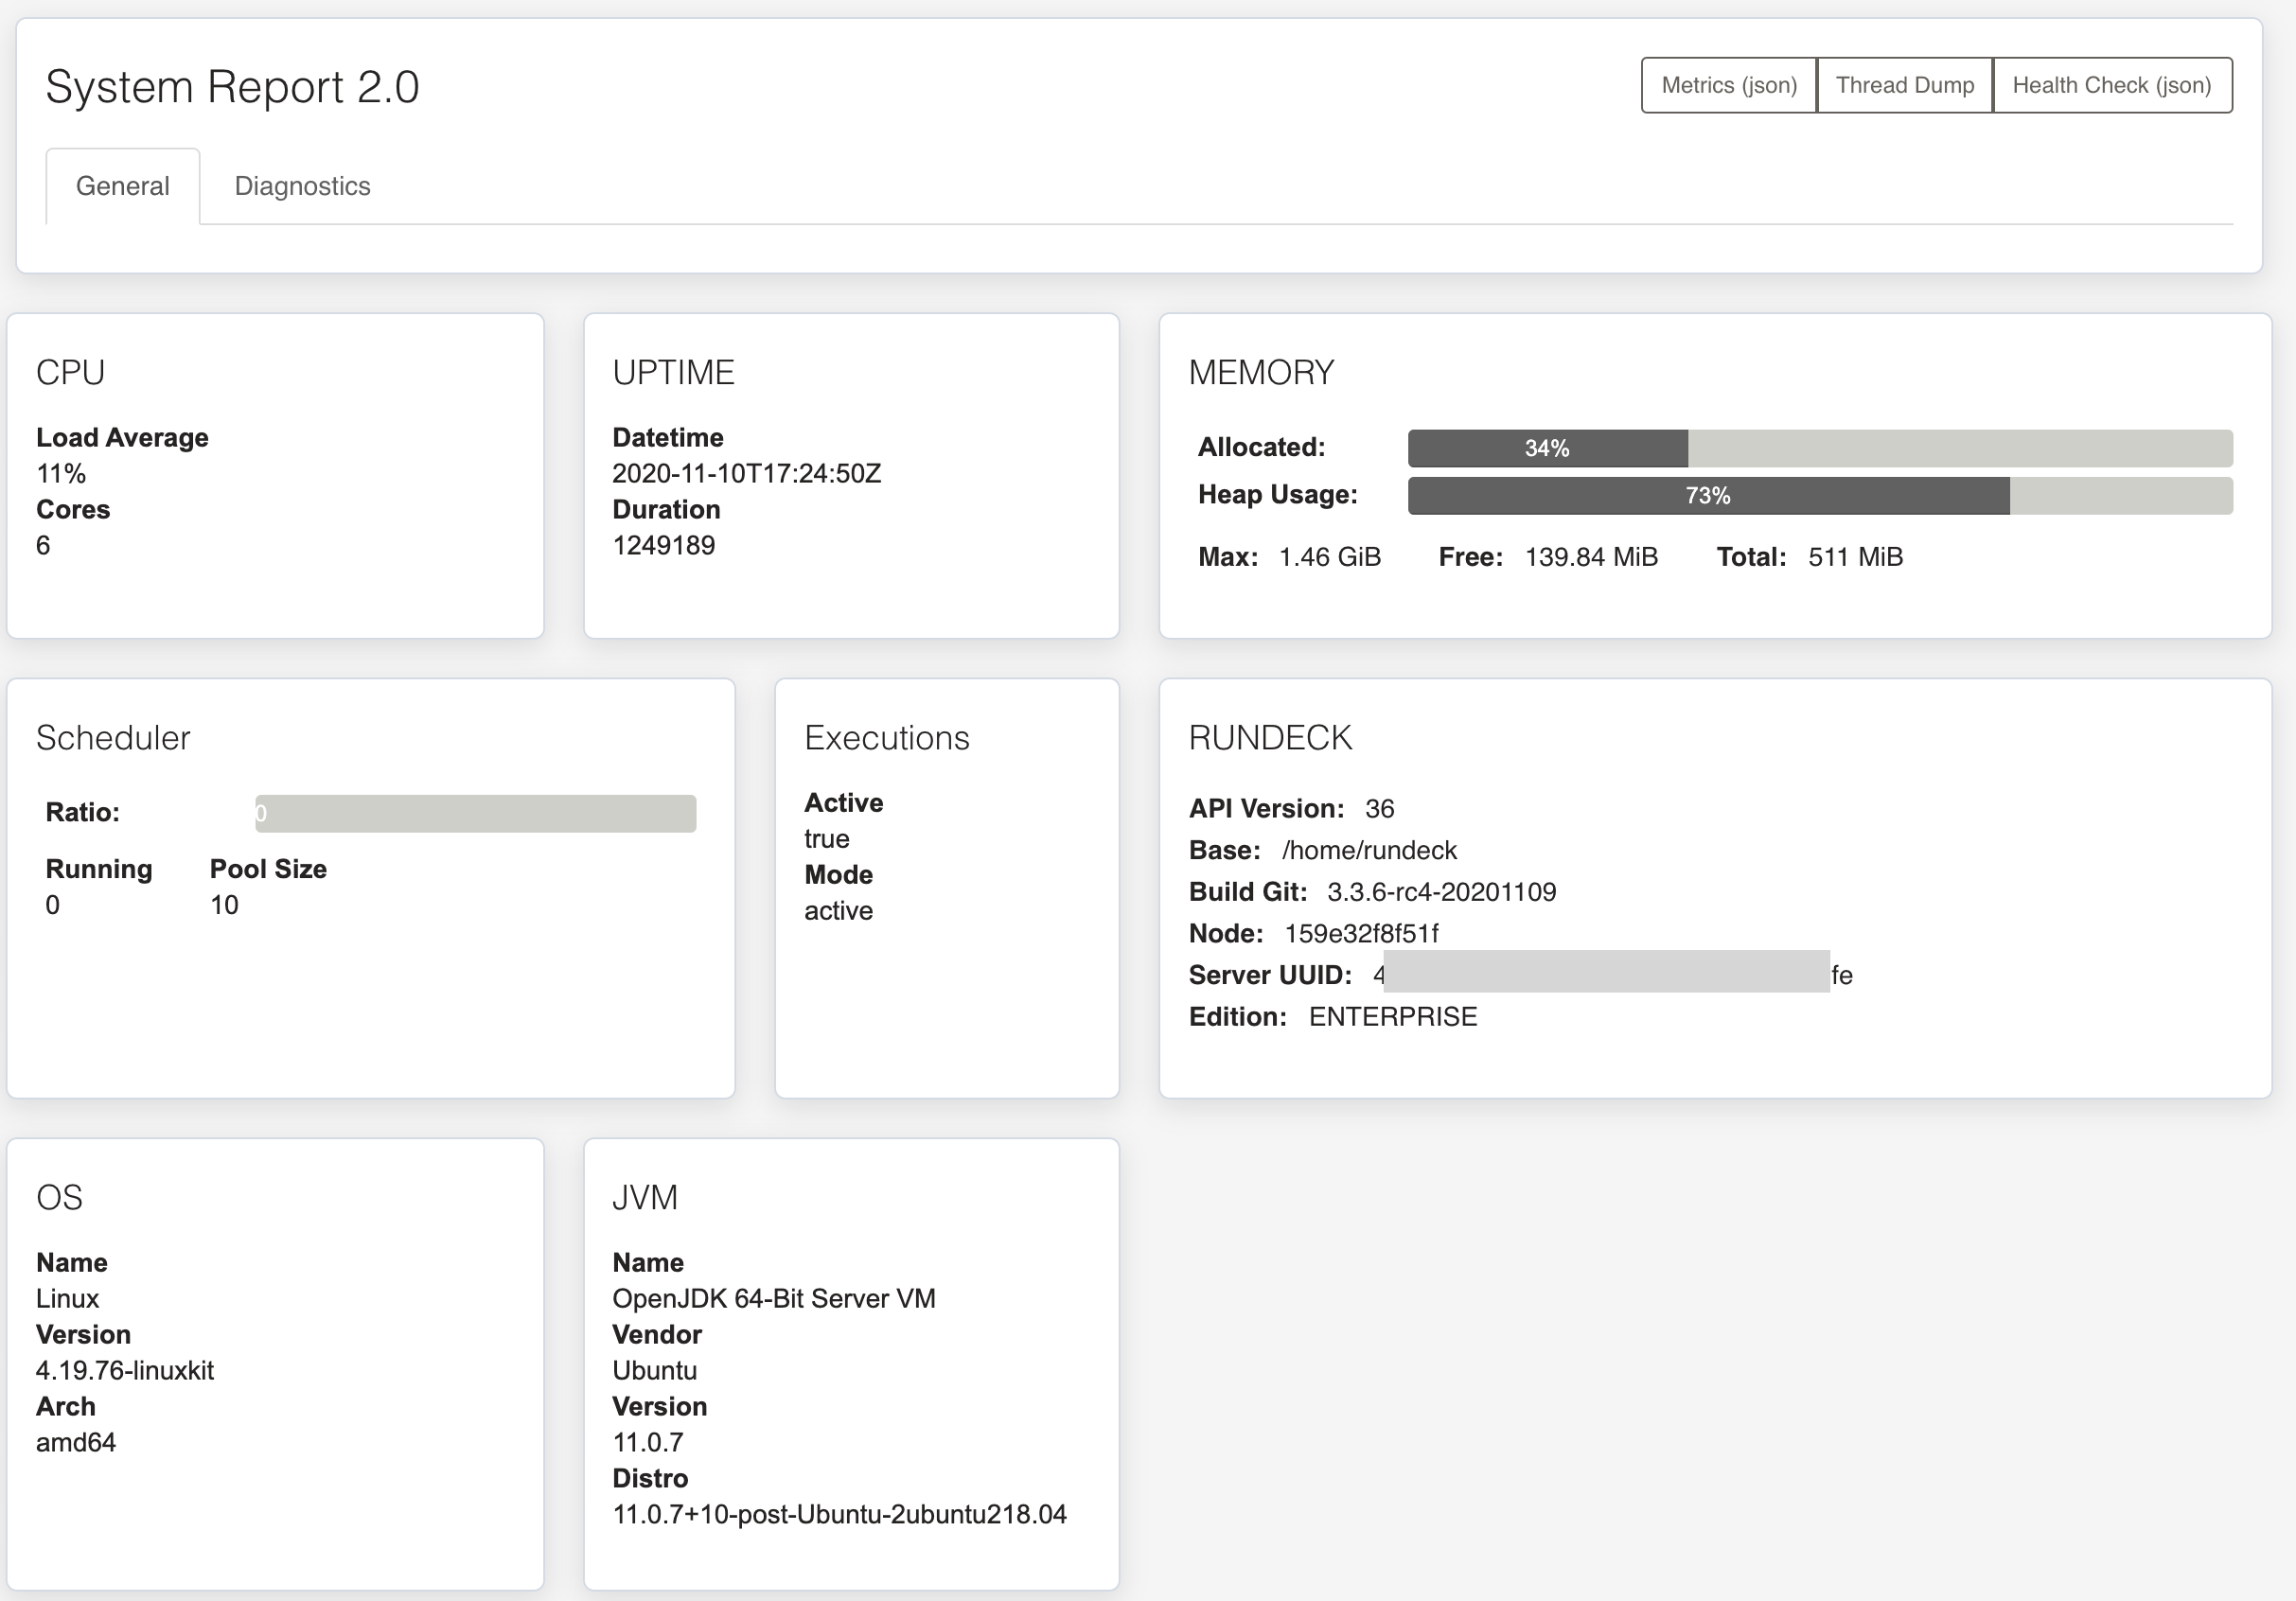 System Report 2.0
Metrics (json) Thread Dump Health Check (json)
General Diagnostics
CPU
Load Average
11%
Cores
6
UPTIME
Datetime
2020-11-10T17:24:50Z
Duration
1249189
MEMORY
Allocated: 34%
Heap Usage: 73%
Max: 1.46 GiB Free: 139.84 MiB Total: 511 MiB
Scheduler
Ratio: 0
Running Pool Size
0 10
Executions
Active
true
Mode
active
RUNDECK
API Version: 36
Base: /home/rundeck
Build Git: 3.3.6-rc4-20201109
Node: 159e32f8f51f
Server UUID: 4 fe
Edition: ENTERPRISE
OS
Name
Linux
Version
4.19.76-linuxkit
Arch
amd64
JVM
Name
OpenJDK 64-Bit Server VM
Vendor
Ubuntu
Version
11.0.7
Distro
11.0.7+10-post-Ubuntu-2ubuntu218.04